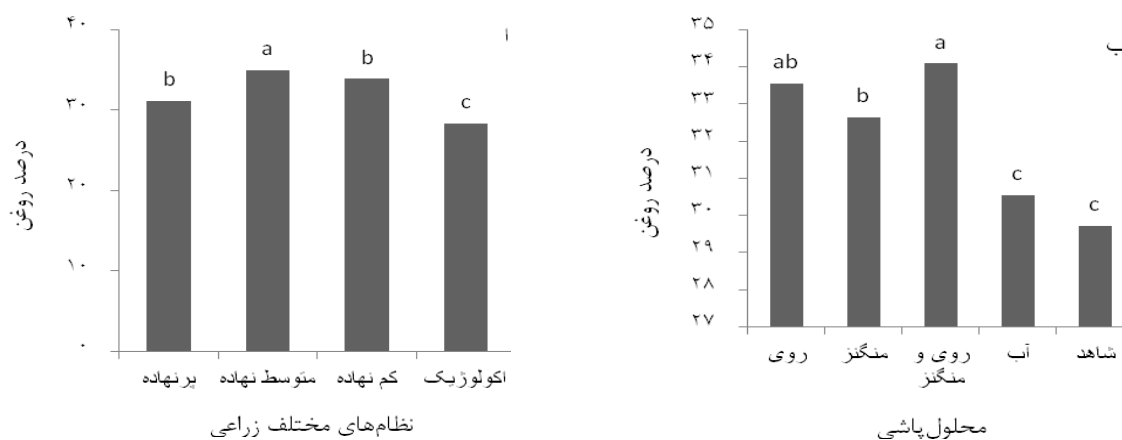 ا
درصد روغن
۴۰
۳۰
۲۰
۱۰
۰
b
a
b
c
پرنهاده
متوسط نهاده
کم نهاده
اکولوژیک
نظام‌های مختلف زراعی
ب
درصد روغن
۳۵
۳۴
۳۳
۳۲
۳۱
۳۰
۲۹
۲۸
۲۷
ab
b
a
c
c
روی
منگنز
روی و
منگنز
آب
شاهد
محلول‌پاشی